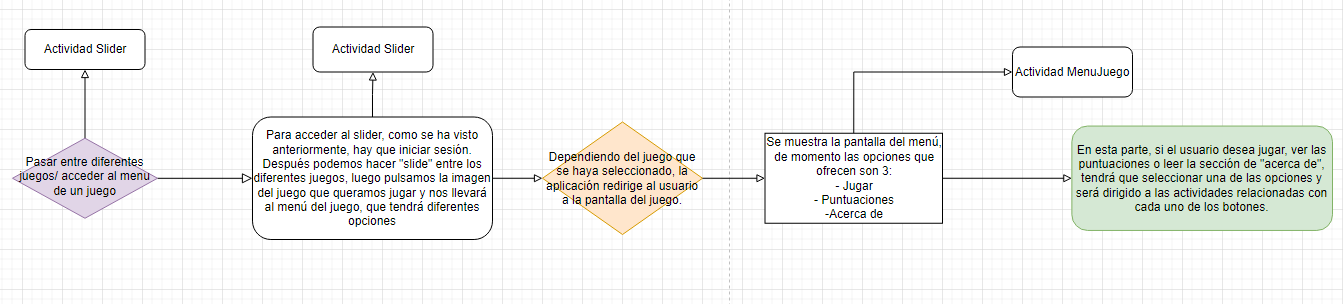 Actividad Slider
Pasar entre diferentes
juegos/ acceder al menú
de un juego
Actividad Slider
Para acceder al slider, como se ha visto
anteriormente, hay que iniciar sesión.
Después podemos hacer "slide" entre los
diferentes juegos, luego pulsamos la imagen
del juego que queramos jugar y nos llevará
al menú del juego, que tendrá diferentes
opciones
Dependiendo del juego que
se haya seleccionado, la
aplicación redirige al usuario
a la pantalla del juego.
Se muestra la pantalla del menú,
de momento las opciones que
ofrecen son 3:
- Jugar
- Puntuaciones
-Acerca de
Actividad MenuJuego
En esta parte, si el usuario desea jugar, ver las
puntuaciones o leer la sección de "acerca de",
tendrá que seleccionar una de las opciones y
será dirigido a las actividades relacionadas con
cada uno de los botones.